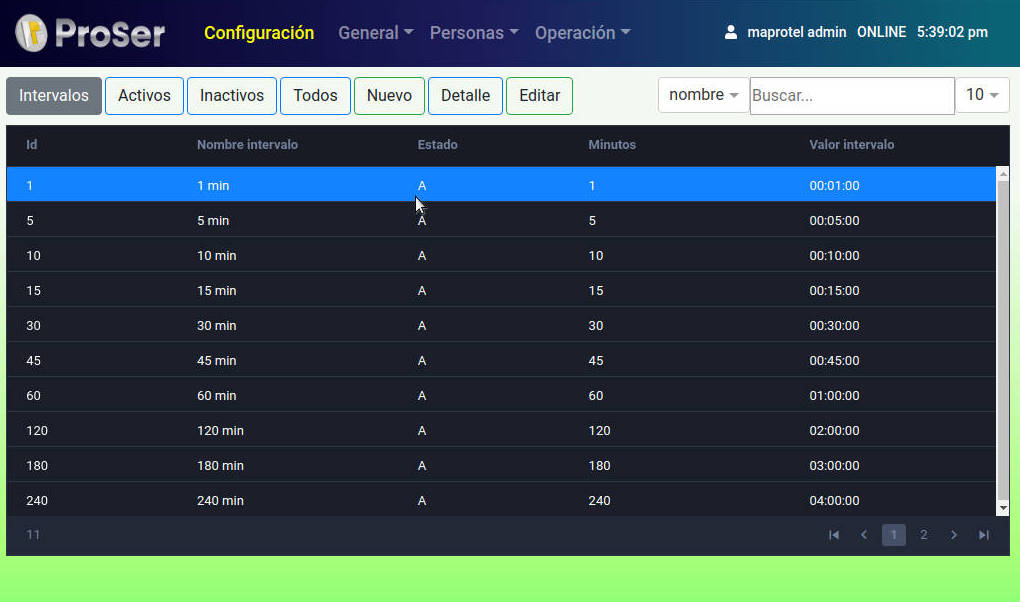 ProSer Configuración General Personas Operación maprotel admin ONLINE 5:39:02 pm
Intervalos Activos Inactivos Todos Nuevo Detalle Editar nombre Buscar... 10
Id Nombre intervalo Estado Minutos Valor intervalo
1 1 min A 1 00:01:00
5 5 min A 5 00:05:00
10 10 min A 10 00:10:00
15 15 min A 15 00:15:00
30 30 min A 30 00:30:00
45 45 min A 45 00:45:00
60 60 min A 60 01:00:00
120 120 min A 120 02:00:00
180 180 min A 180 03:00:00
240 240 min A 240 04:00:00
11 1 2